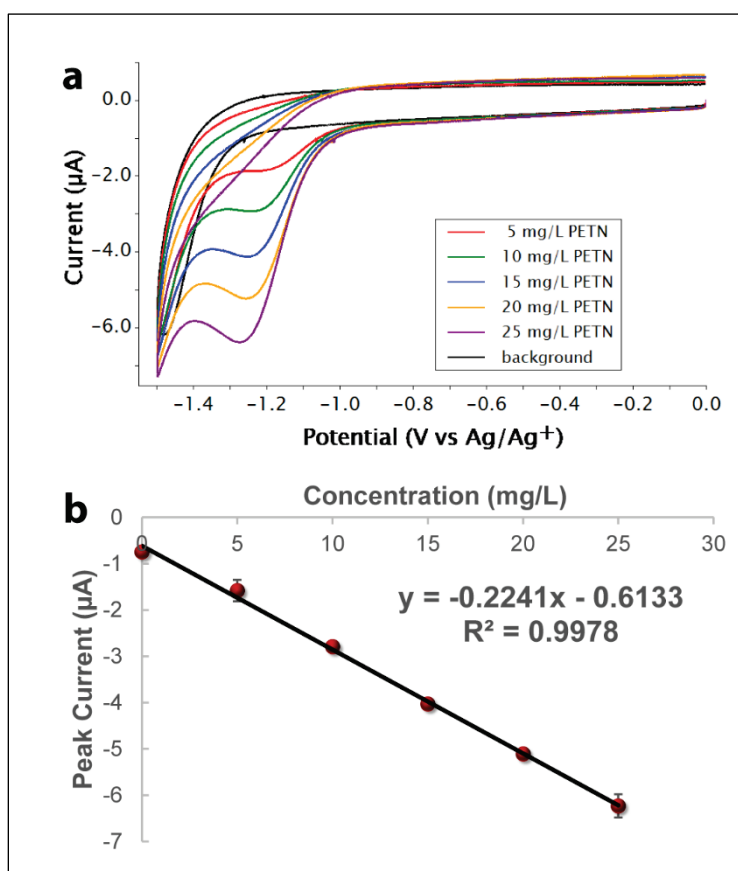 a
0.0
−2.0
−4.0
−6.0
Current (µA)
5 mg/L PETN
10 mg/L PETN
15 mg/L PETN
20 mg/L PETN
25 mg/L PETN
background
−1.4 −1.2 −1.0 −0.8 −0.6 −0.4 −0.2 0.0
Potential (V vs Ag/Ag+)
b
Concentration (mg/L)
0 5 10 15 20 25 30
0
-1
-2
-3
-4
-5
-6
-7
Peak Current (µA)
y = -0.2241x - 0.6133
R² = 0.9978